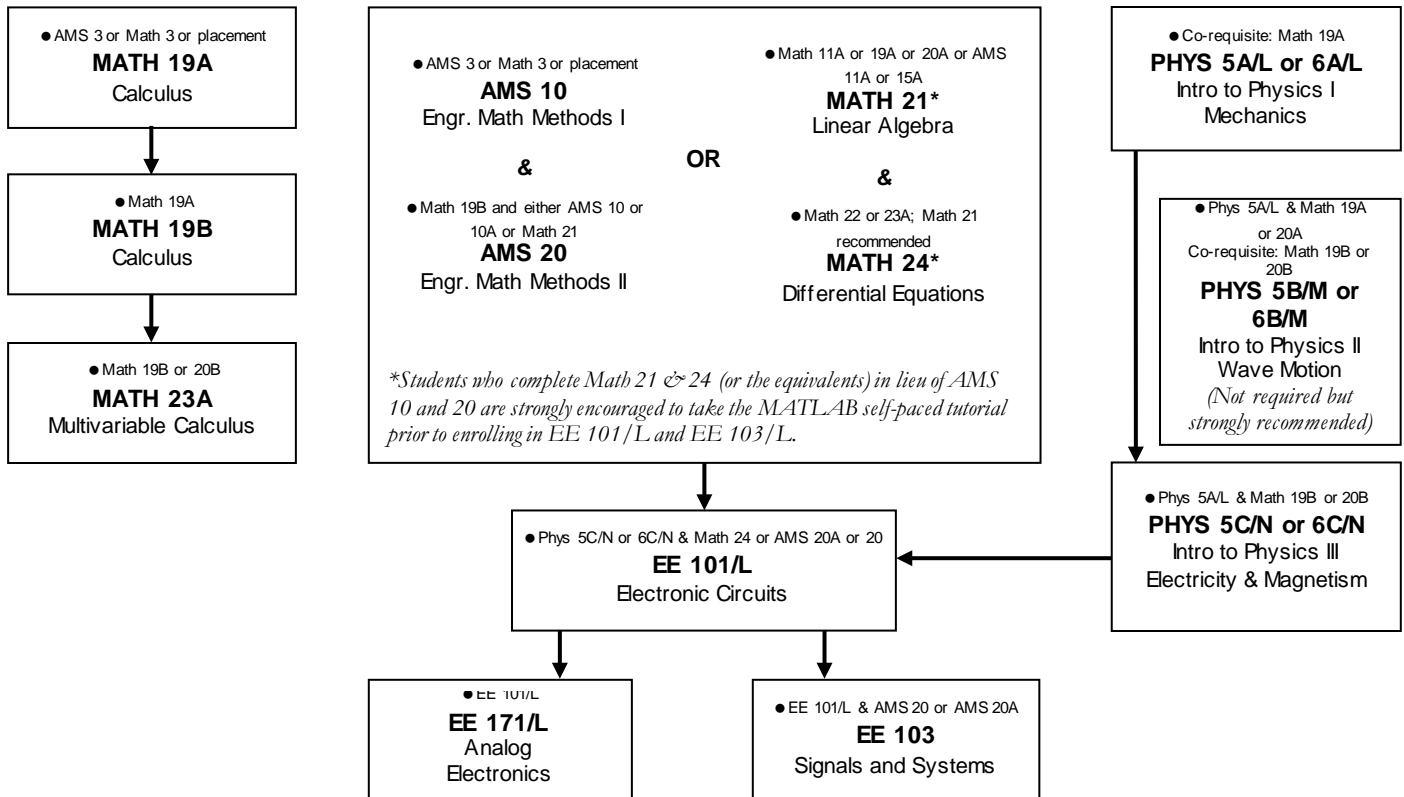 ● AMS 3 or Math 3 or placement
MATH 19A
Calculus
● Math 19A
MATH 19B
Calculus
● Math 19B or 20B
MATH 23A
Multivariable Calculus
● AMS 3 or Math 3 or placement
AMS 10
Engr. Math Methods I
&
● Math 19B and either AMS 10 or
10A or Math 21
AMS 20
Engr. Math Methods II
OR
● Math 11A or 19A or 20A or AMS
11A or 15A
MATH 21*
Linear Algebra
&
● Math 22 or 23A; Math 21
recommended
MATH 24*
Differential Equations
*Students who complete Math 21 & 24 (or the equivalents) in lieu of AMS
10 and 20 are strongly encouraged to take the MATLAB self-paced tutorial
prior to enrolling in EE 101/L and EE 103/L.
● Co-requisite: Math 19A
PHYS 5A/L or 6A/L
Intro to Physics I
Mechanics
● Phys 5A/L & Math 19A
or 20A
Co-requisite: Math 19B or
20B
PHYS 5B/M or
6B/M
Intro to Physics II
Wave Motion
(Not required but
strongly recommended)
● Phys 5A/L & Math 19B or 20B
PHYS 5C/N or 6C/N
Intro to Physics III
Electricity & Magnetism
● Phys 5C/N or 6C/N & Math 24 or AMS 20A or 20
EE 101/L
Electronic Circuits
● EE 101/L
EE 171/L
Analog
Electronics
● EE 101/L & AMS 20 or AMS 20A
EE 103
Signals and Systems